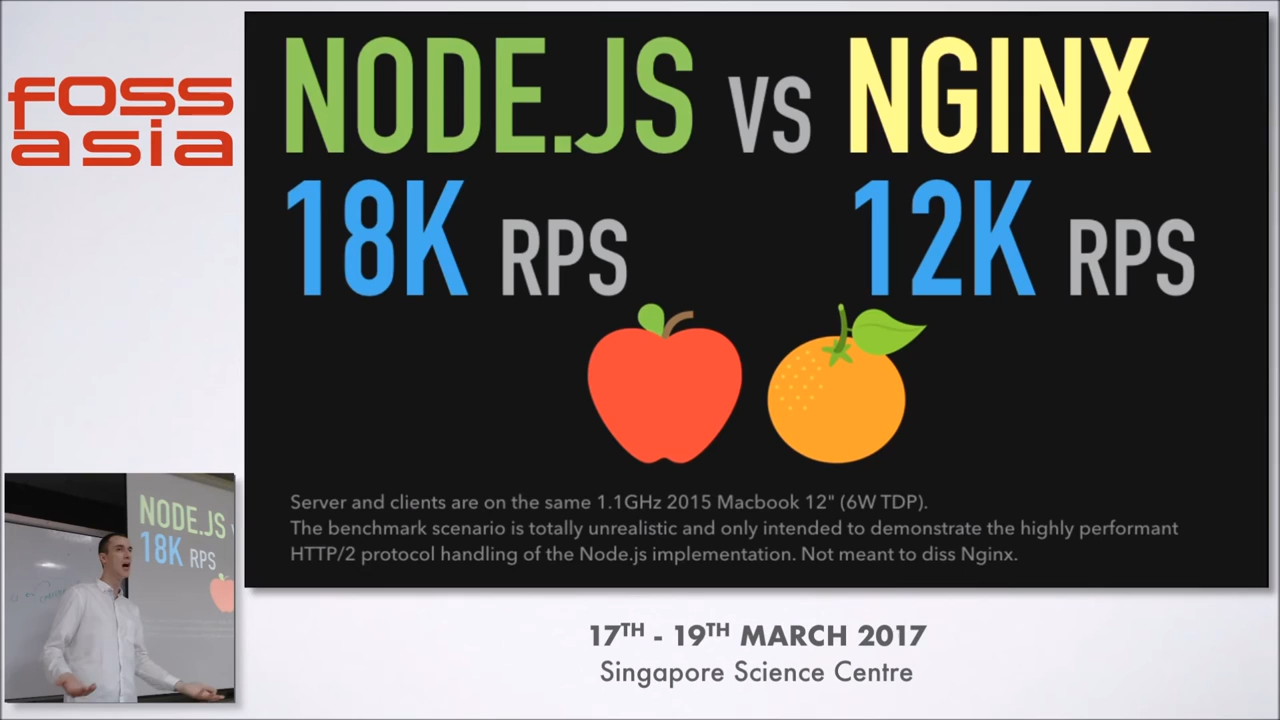 foss
asia
NODE.JS VS NGINX
18K RPS 12K RPS
Server and clients are on the same 1.1GHz 2015 Macbook 12" (6W TDP).
The benchmark scenario is totally unrealistic and only intended to demonstrate the highly performant
HTTP/2 protocol handling of the Node.js implementation. Not meant to diss Nginx.
NODE.JS
18K RPS
17TH - 19TH MARCH 2017
Singapore Science Centre